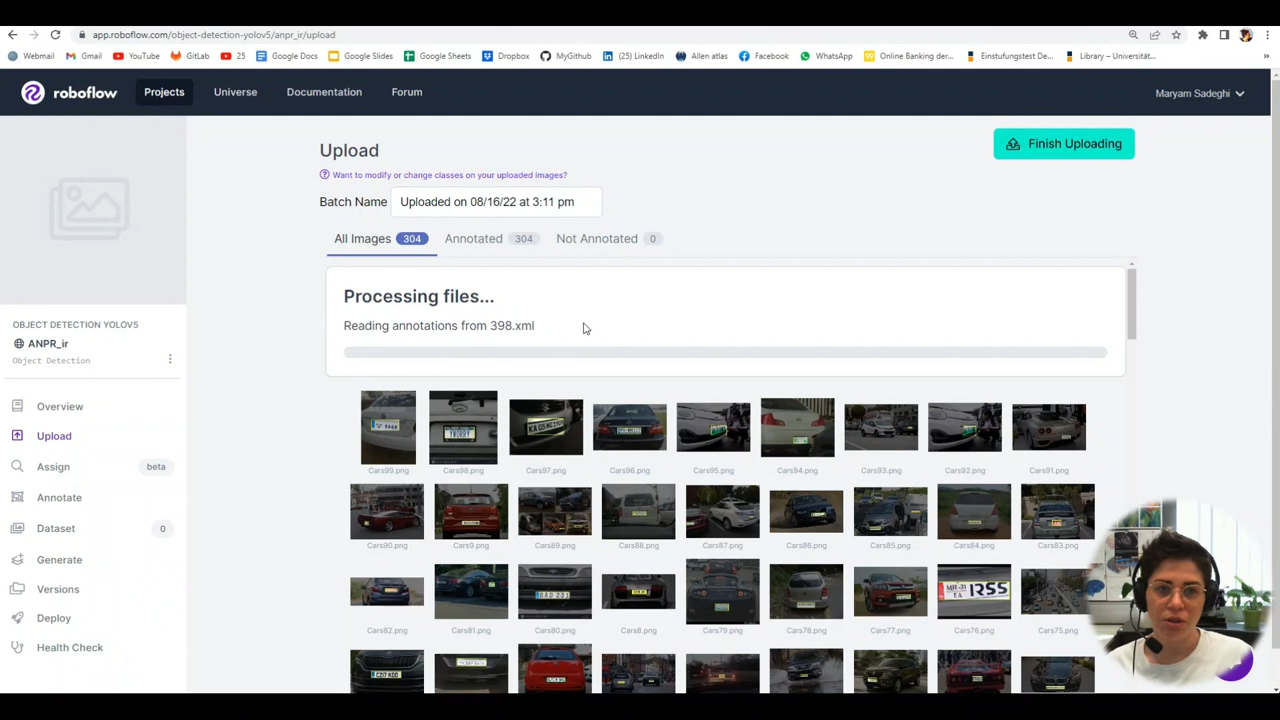 app.roboflow.com/object-detection-yolov5/anpr_ir/upload
Webmail Gmail YouTube GitLab 25 Google Docs Google Slides Google Sheets Dropbox MyGithub (25) LinkedIn Allen atlas Facebook WhatsApp Online Banking der... Einstufungstest De... Library – Universität... »
roboflow Projects Universe Documentation Forum Maryam Sadeghi
Upload
Finish Uploading
Want to modify or change classes on your uploaded images?
Batch Name Uploaded on 08/16/22 at 3:11 pm
All Images 304 Annotated 304 Not Annotated 0
Processing files...
Reading annotations from 398.xml
OBJECT DETECTION YOLOV5
ANPR_ir
Object Detection
Overview
Upload
Assign beta
Annotate
Dataset 0
Generate
Versions
Deploy
Health Check
Cars99.png Cars98.png Cars97.png Cars96.png Cars95.png Cars94.png Cars93.png Cars92.png Cars91.png
Cars90.png Cars9.png Cars89.png Cars88.png Cars87.png Cars86.png Cars85.png Cars84.png Cars83.png
MH-31
RSS
Cars82.png Cars81.png Cars80.png Cars8.png Cars79.png Cars78.png Cars77.png Cars76.png Cars75.png